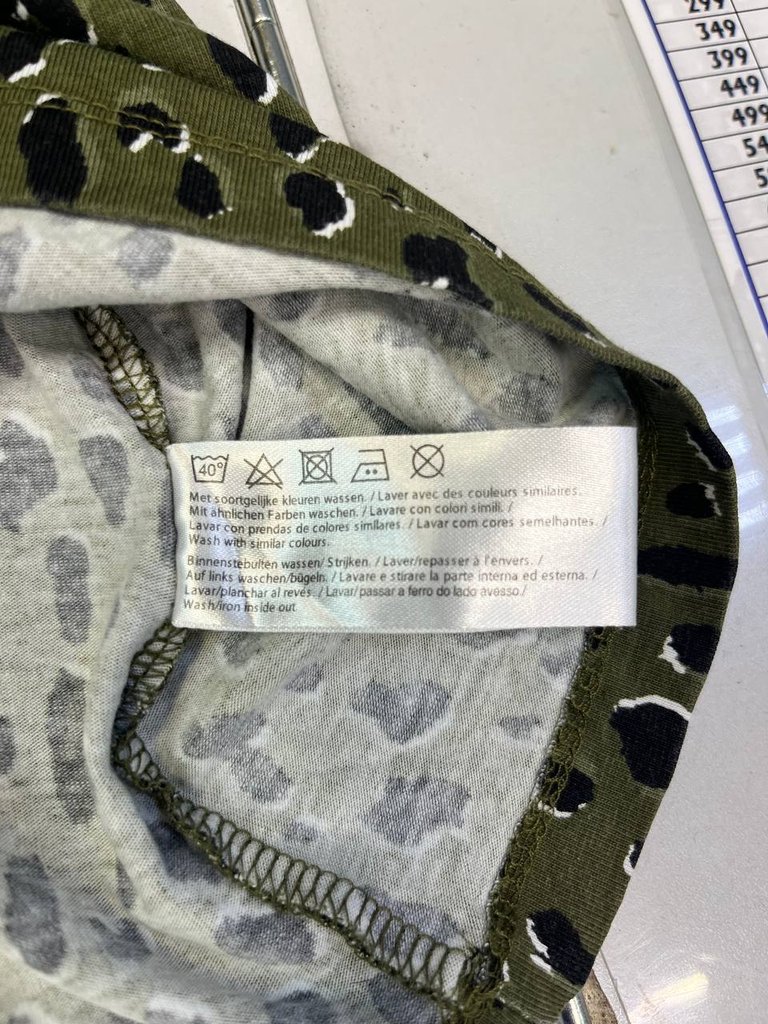 299
349
399
449
499
40°
Met soortgelijke kleuren wassen. / Laver avec des couleurs similaires.
Mit ähnlichen Farben waschen. / Lavare con colori simili. /
Lavar con prendas de colores similares. / Lavar com cores semelhantes. /
Wash with similar colours.
Binnenstebuiten wassen/ Strijken. / Laver/repasser à l'envers. /
Auf links waschen/bügeln. / Lavare e stirare la parte interna ed esterna. /
Lavar/planchar al revés. / Lavar/passar a ferro do lado avesso./
Wash/iron inside out